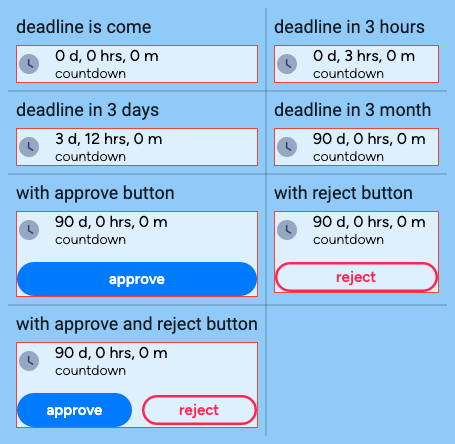 deadline is come
0 d, 0 hrs, 0 m
countdown
deadline in 3 hours
0 d, 3 hrs, 0 m
countdown
deadline in 3 days
3 d, 12 hrs, 0 m
countdown
deadline in 3 month
90 d, 0 hrs, 0 m
countdown
with approve button
90 d, 0 hrs, 0 m
countdown
approve
with reject button
90 d, 0 hrs, 0 m
countdown
reject
with approve and reject button
90 d, 0 hrs, 0 m
countdown
approve
reject